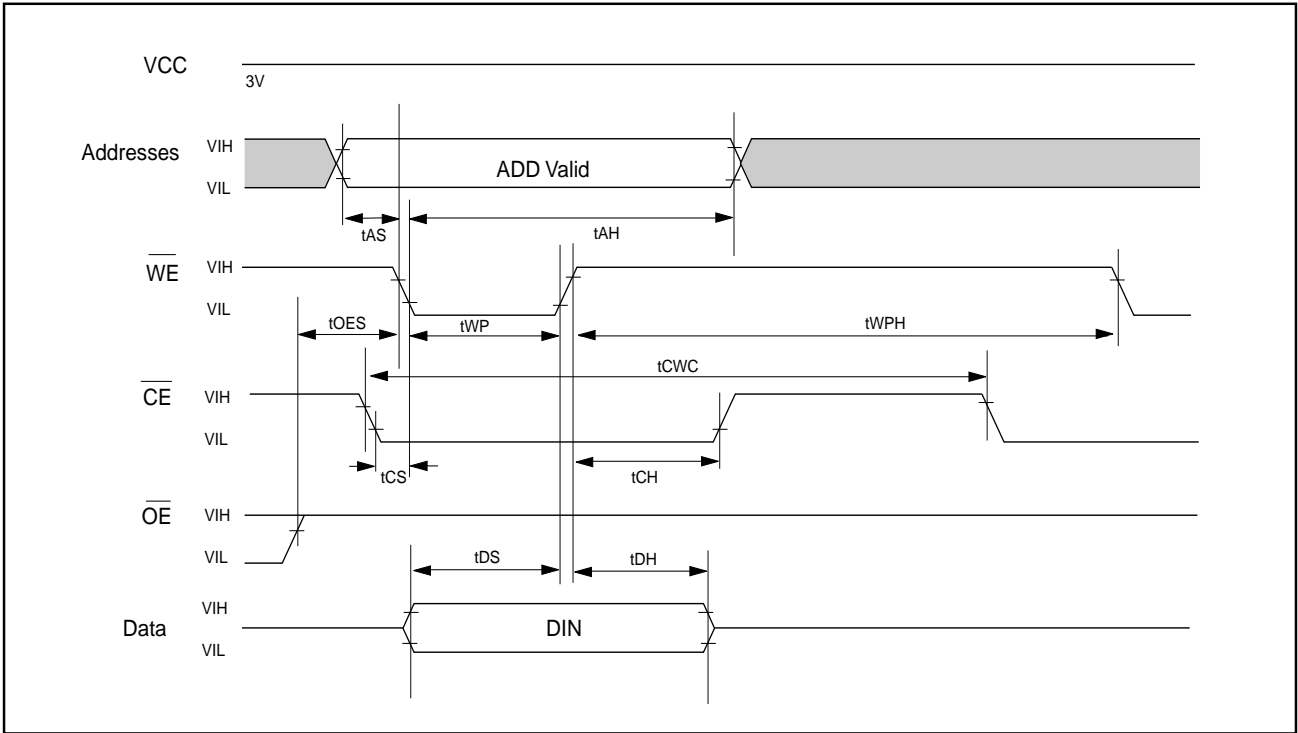 VCC
3V
Addresses
VIH
VIL
ADD Valid
tAS
tAH
WE
VIH
VIL
tOES
tWP
tWPH
tCWC
CE
VIH
VIL
tCS
tCH
OE
VIH
VIL
tDS
tDH
Data
VIH
VIL
DIN